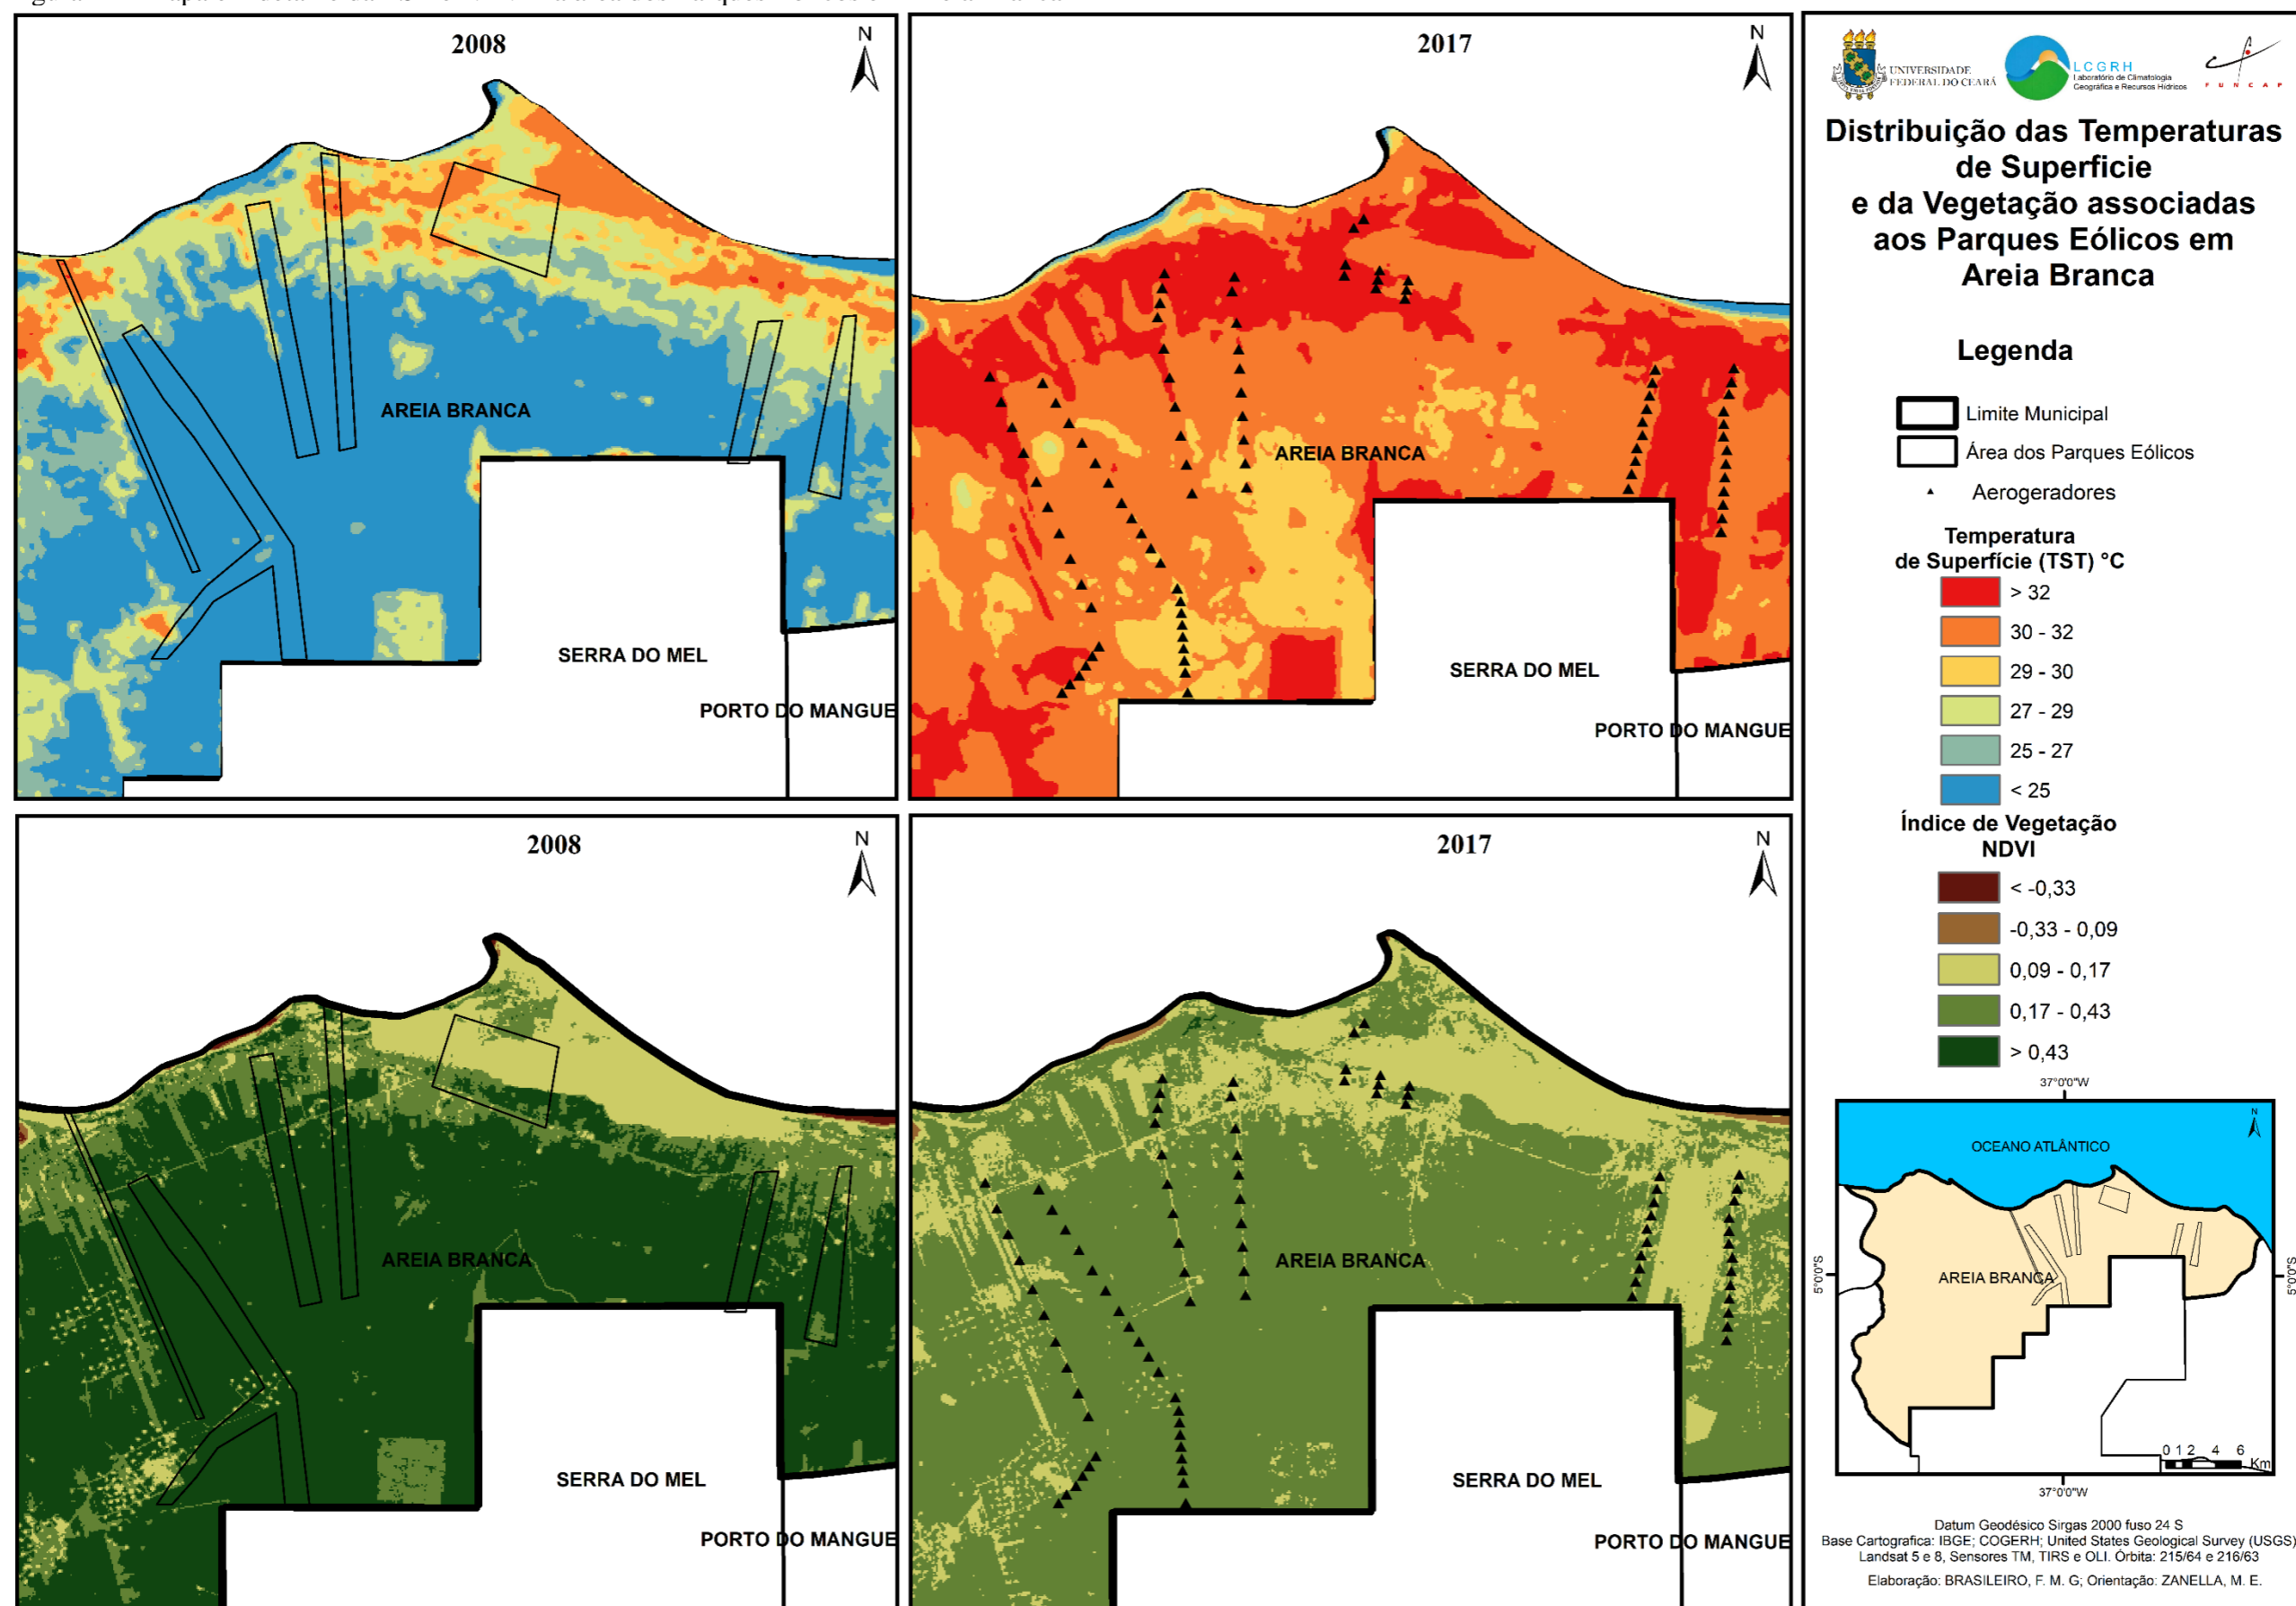 2008
N
2017
N
AREIA BRANCA
SERRA DO MEL
PORTO DO MANGUE
AREIA BRANCA
SERRA DO MEL
PORTO DO MANGUE
2008
N
2017
N
AREIA BRANCA
SERRA DO MEL
PORTO DO MANGUE
AREIA BRANCA
SERRA DO MEL
PORTO DO MANGUE
UNIVERSIDADE
FEDERAL DO CEARÁ
LCGRH
Laboratório de Climatologia
Geográfica e Recursos Hídricos
FUNCAP
Distribuição das Temperaturas
de Superficie
e da Vegetação associadas
aos Parques Eólicos em
Areia Branca
Legenda
Limite Municipal
Área dos Parques Eólicos
Aerogeradores
Temperatura
de Superfície (TST) °C
> 32
30 - 32
29 - 30
27 - 29
25 - 27
< 25
Índice de Vegetação
NDVI
< -0,33
-0,33 - 0,09
0,09 - 0,17
0,17 - 0,43
> 0,43
37°0'0"W
N
OCEANO ATLÂNTICO
AREIA BRANCA
5°0'0"S
5°0'0"S
0 1 2 4 6
Km
37°0'0"W
Datum Geodésico Sirgas 2000 fuso 24 S
Base Cartografica: IBGE; COGERH; United States Geological Survey (USGS)
Landsat 5 e 8, Sensores TM, TIRS e OLI. Órbita: 215/64 e 216/63
Elaboração: BRASILEIRO, F. M. G; Orientação: ZANELLA, M. E.